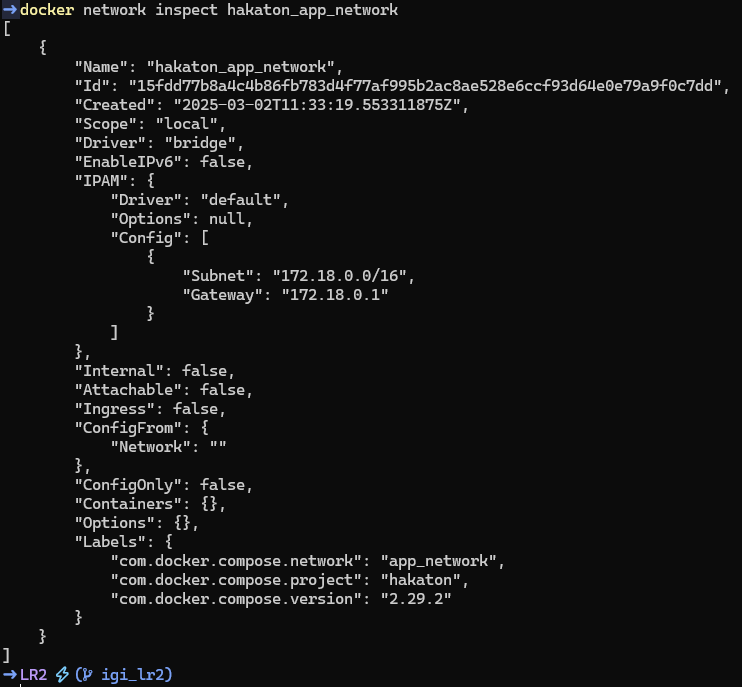 →docker network inspect hakaton_app_network
[
    {
        "Name": "hakaton_app_network",
        "Id": "15fdd77b8a4c4b86fb783d4f77af995b2ac8ae528e6ccf93d64e0e79a9f0c7dd",
        "Created": "2025-03-02T11:33:19.553311875Z",
        "Scope": "local",
        "Driver": "bridge",
        "EnableIPv6": false,
        "IPAM": {
            "Driver": "default",
            "Options": null,
            "Config": [
                {
                    "Subnet": "172.18.0.0/16",
                    "Gateway": "172.18.0.1"
                }
            ]
        },
        "Internal": false,
        "Attachable": false,
        "Ingress": false,
        "ConfigFrom": {
            "Network": ""
        },
        "ConfigOnly": false,
        "Containers": {},
        "Options": {},
        "Labels": {
            "com.docker.compose.network": "app_network",
            "com.docker.compose.project": "hakaton",
            "com.docker.compose.version": "2.29.2"
        }
    }
]
→LR2 ⚡( igi_lr2)